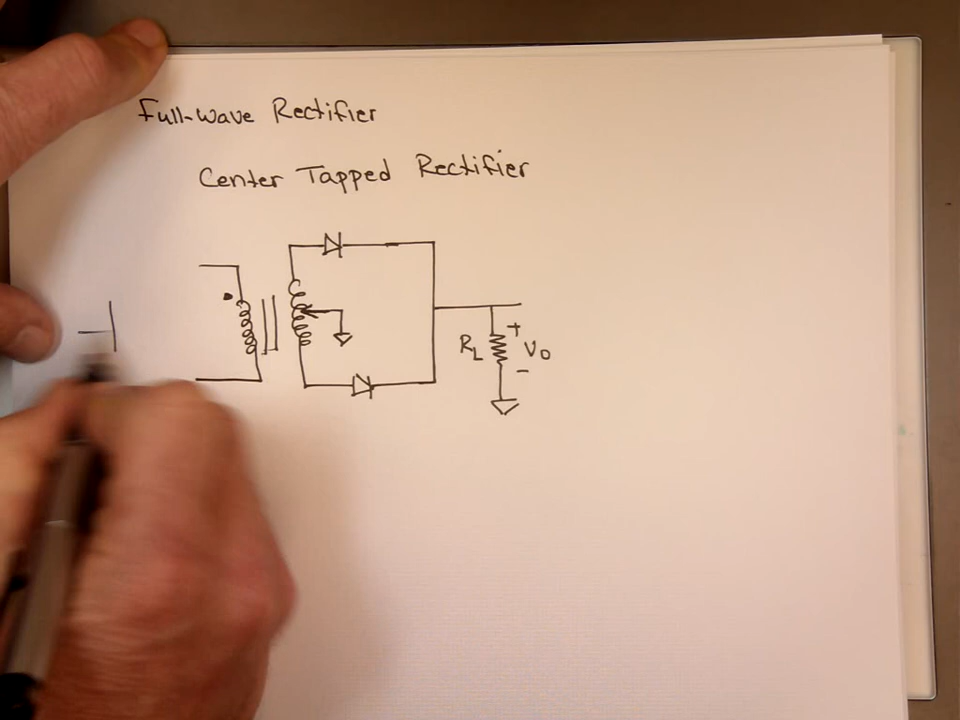 Full-Wave Rectifier
Center Tapped Rectifier
+
RL Vo
-